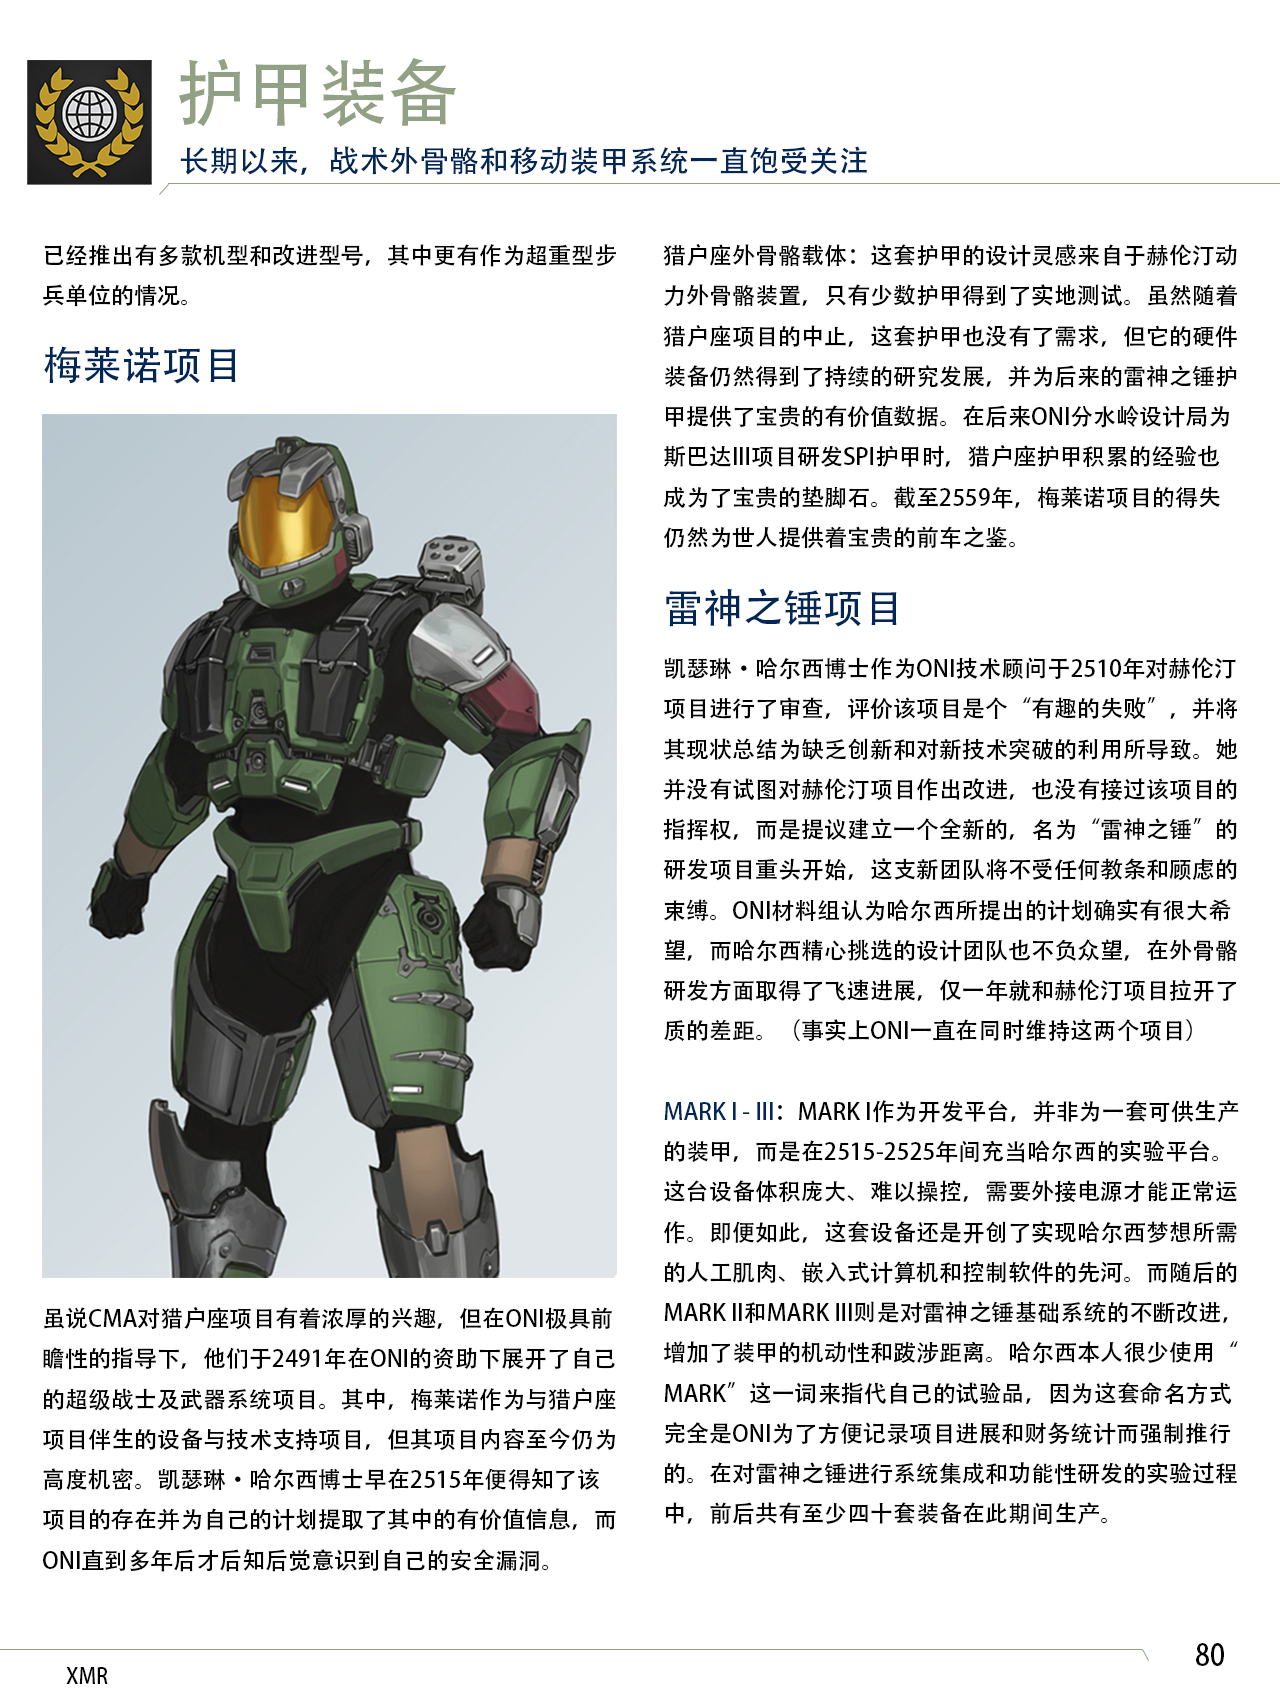 护甲装备
长期以来，战术外骨骼和移动装甲系统一直饱受关注
已经推出有多款机型和改进型号，其中更有作为超重型步
兵单位的情况。
梅莱诺项目
虽说CMA对猎户座项目有着浓厚的兴趣，但在ONI极具前
瞻性的指导下，他们于2491年在ONI的资助下展开了自己
的超级战士及武器系统项目。其中，梅莱诺作为与猎户座
项目伴生的设备与技术支持项目，但其项目内容至今仍为
高度机密。凯瑟琳·哈尔西博士早在2515年便得知了该
项目的存在并为自己的计划提取了其中的有价值信息，而
ONI直到多年后才后知后觉意识到自己的安全漏洞。
猎户座外骨骼载体：这套护甲的设计灵感来自于赫伦汀动
力外骨骼装置，只有少数护甲得到了实地测试。虽然随着
猎户座项目的中止，这套护甲也没有了需求，但它的硬件
装备仍然得到了持续的研究发展，并为后来的雷神之锤护
甲提供了宝贵的有价值数据。在后来ONI分水岭设计局为
斯巴达III项目研发SPI护甲时，猎户座护甲积累的经验也
成为了宝贵的垫脚石。截至2559年，梅莱诺项目的得失
仍然为世人提供着宝贵的前车之鉴。
雷神之锤项目
凯瑟琳·哈尔西博士作为ONI技术顾问于2510年对赫伦汀
项目进行了审查，评价该项目是个“有趣的失败”，并将
其现状总结为缺乏创新和对新技术突破的利用所导致。她
并没有试图对赫伦汀项目作出改进，也没有接过该项目的
指挥权，而是提议建立一个全新的，名为“雷神之锤”的
研发项目重头开始，这支新团队将不受任何教条和顾虑的
束缚。ONI材料组认为哈尔西所提出的计划确实有很大希
望，而哈尔西精心挑选的设计团队也不负众望，在外骨骼
研发方面取得了飞速进展，仅一年就和赫伦汀项目拉开了
质的差距。（事实上ONI一直在同时维持这两个项目）
MARK I - III：MARK I作为开发平台，并非为一套可供生产
的装甲，而是在2515-2525年间充当哈尔西的实验平台。
这台设备体积庞大、难以操控，需要外接电源才能正常运
作。即便如此，这套设备还是开创了实现哈尔西梦想所需
的人工肌肉、嵌入式计算机和控制软件的先河。而随后的
MARK II和MARK III则是对雷神之锤基础系统的不断改进，
增加了装甲的机动性和跋涉距离。哈尔西本人很少使用“
MARK”这一词来指代自己的试验品，因为这套命名方式
完全是ONI为了方便记录项目进展和财务统计而强制推行
的。在对雷神之锤进行系统集成和功能性研发的实验过程
中，前后共有至少四十套装备在此期间生产。
XMR
80